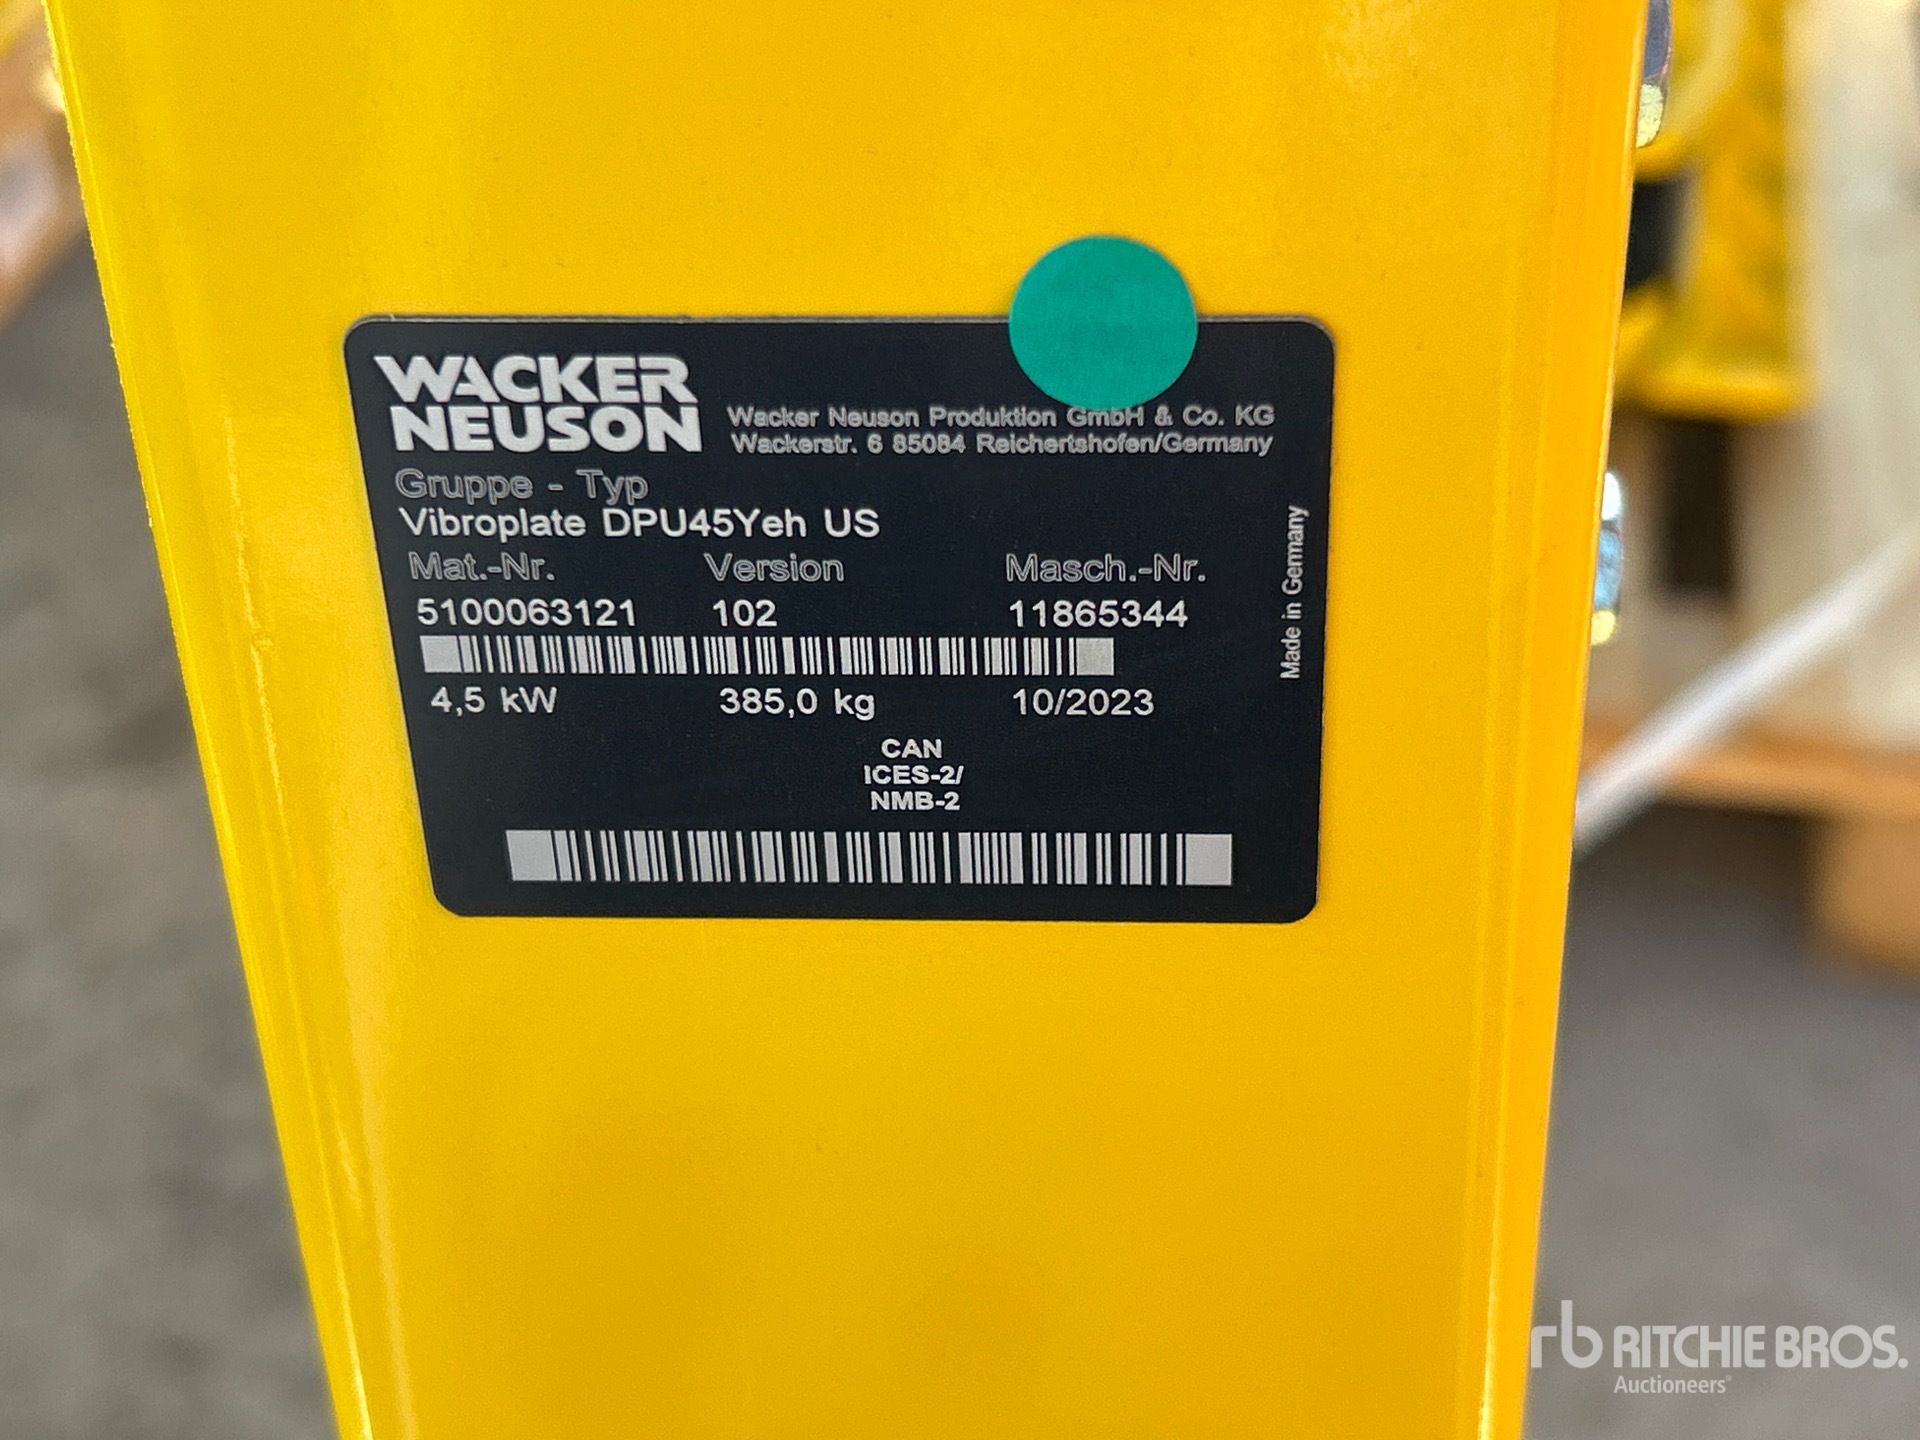 WACKER
NEUSON
Wacker Neuson Produktion GmbH & Co. KG
Wackerstr. 6 85084 Reichertshofen/Germany
Gruppe - Typ
Vibroplate DPU45Yeh US
Mat.-Nr. Version Masch.-Nr.
5100063121 102 11865344
4,5 kW 385,0 kg 10/2023
Made in Germany
CAN
ICES-2/
NMB-2
rb RITCHIE BROS.
Auctioneers